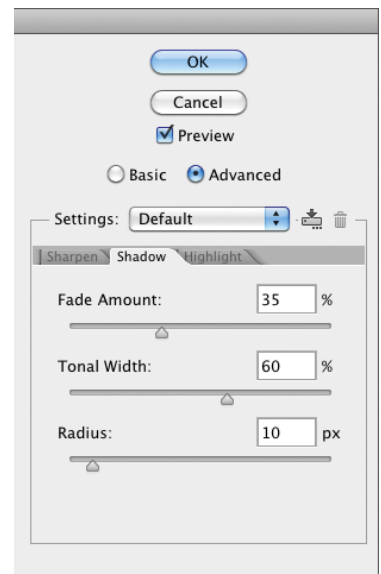 OK
Cancel
Preview
Basic Advanced
Settings: Default
Sharpen Shadow Highlight
Fade Amount: 35 %
Tonal Width: 60 %
Radius: 10 px